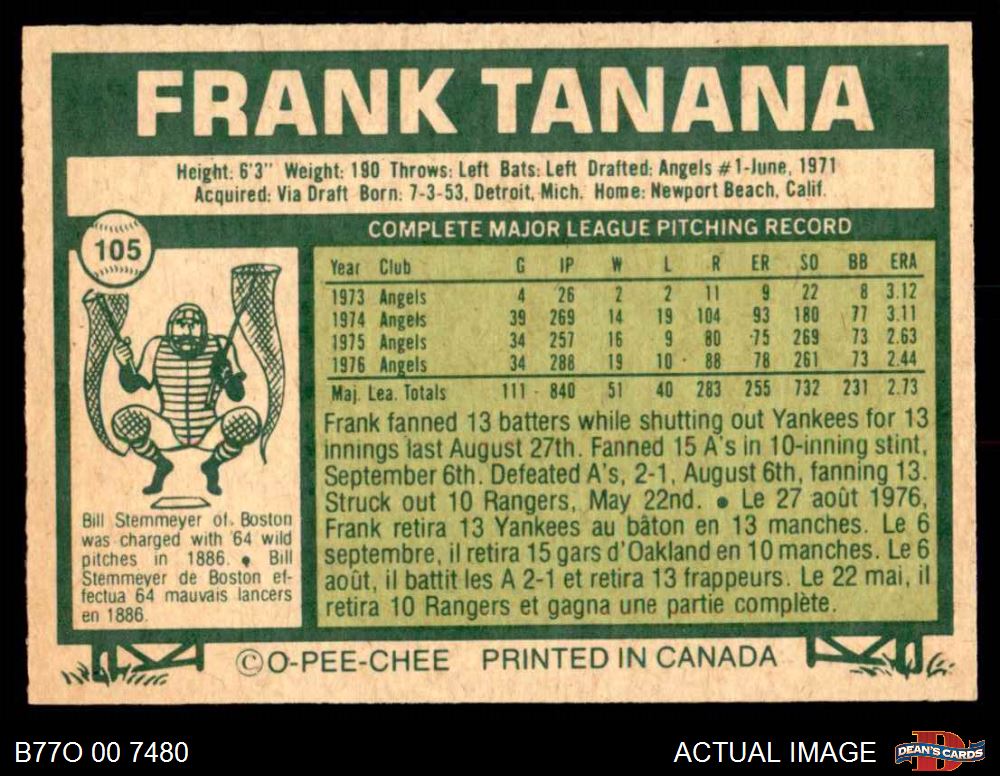 FRANK TANANA
Height: 6'3" Weight: 190 Throws: Left Bats: Left Drafted: Angels #1-June, 1971
Acquired: Via Draft Born: 7-3-53, Detroit, Mich. Home: Newport Beach, Calif.
105
COMPLETE MAJOR LEAGUE PITCHING RECORD
Year Club G IP W L R ER SO BB ERA
1973 Angels 4 26 2 2 11 9 22 8 3.12
1974 Angels 39 269 14 19 104 93 180 77 3.11
1975 Angels 34 257 16 9 80 75 269 73 2.63
1976 Angels 34 288 19 10 88 78 261 73 2.44
Maj. Lea. Totals 111 840 51 40 283 255 732 231 2.73
Frank fanned 13 batters while shutting out Yankees for 13
innings last August 27th. Fanned 15 A's in 10-inning stint,
September 6th. Defeated A's, 2-1, August 6th, fanning 13.
Struck out 10 Rangers, May 22nd. • Le 27 août 1976,
Frank retira 13 Yankees au bâton en 13 manches. Le 6
septembre, il retira 15 gars d'Oakland en 10 manches. Le 6
août, il battit les A 2-1 et retira 13 frappeurs. Le 22 mai, il
retira 10 Rangers et gagna une partie complète.
Bill Stemmeyer of Boston
was charged with 64 wild
pitches in 1886. • Bill
Stemmeyer de Boston ef-
fectua 64 mauvais lancers
en 1886.
© O-PEE-CHEE PRINTED IN CANADA
B77O 00 7480
ACTUAL IMAGE
DEAN'S CARDS